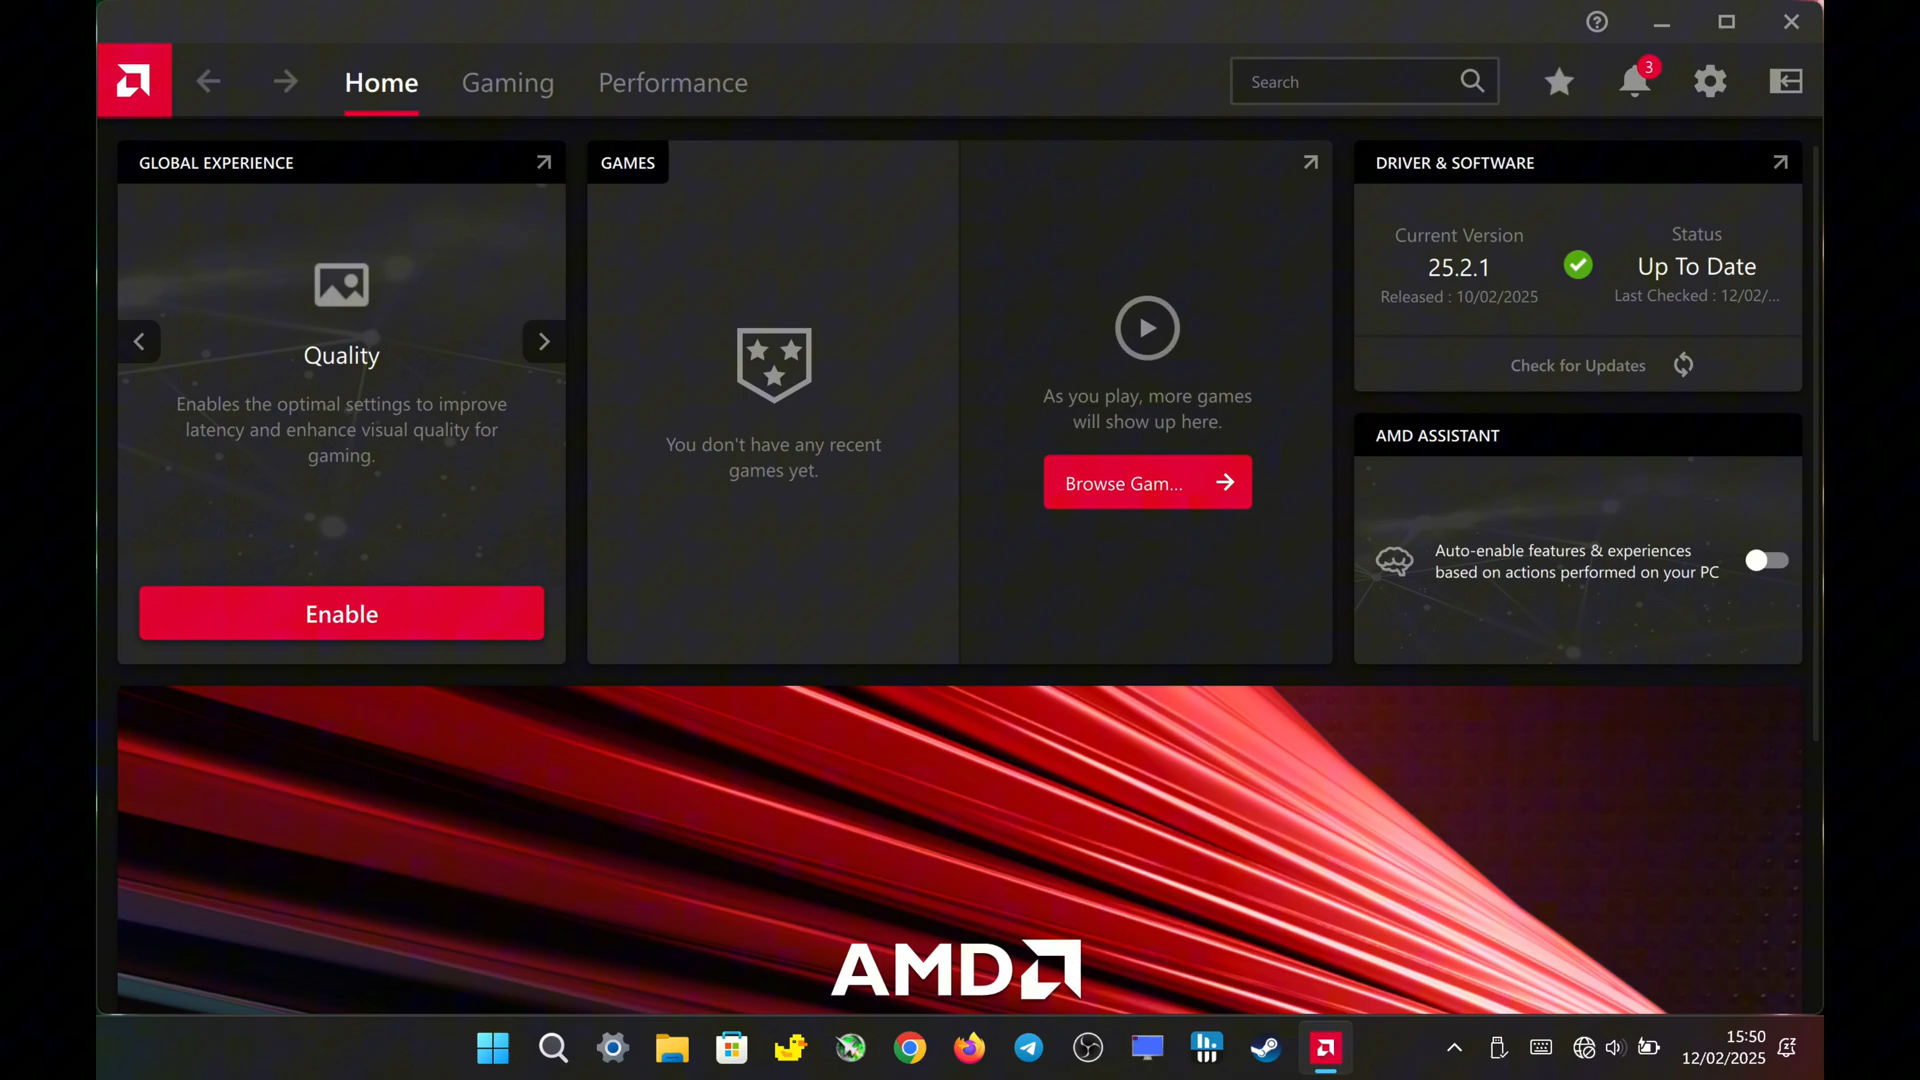 Home
Gaming
Performance
Search
3
GLOBAL EXPERIENCE
Quality
Enables the optimal settings to improve
latency and enhance visual quality for
gaming.
Enable
GAMES
You don't have any recent
games yet.
As you play, more games
will show up here.
Browse Gam...
DRIVER & SOFTWARE
Current Version
25.2.1
Released : 10/02/2025
Status
Up To Date
Last Checked : 12/02/...
Check for Updates
AMD ASSISTANT
Auto-enable features & experiences
based on actions performed on your PC
AMD
15:50
12/02/2025